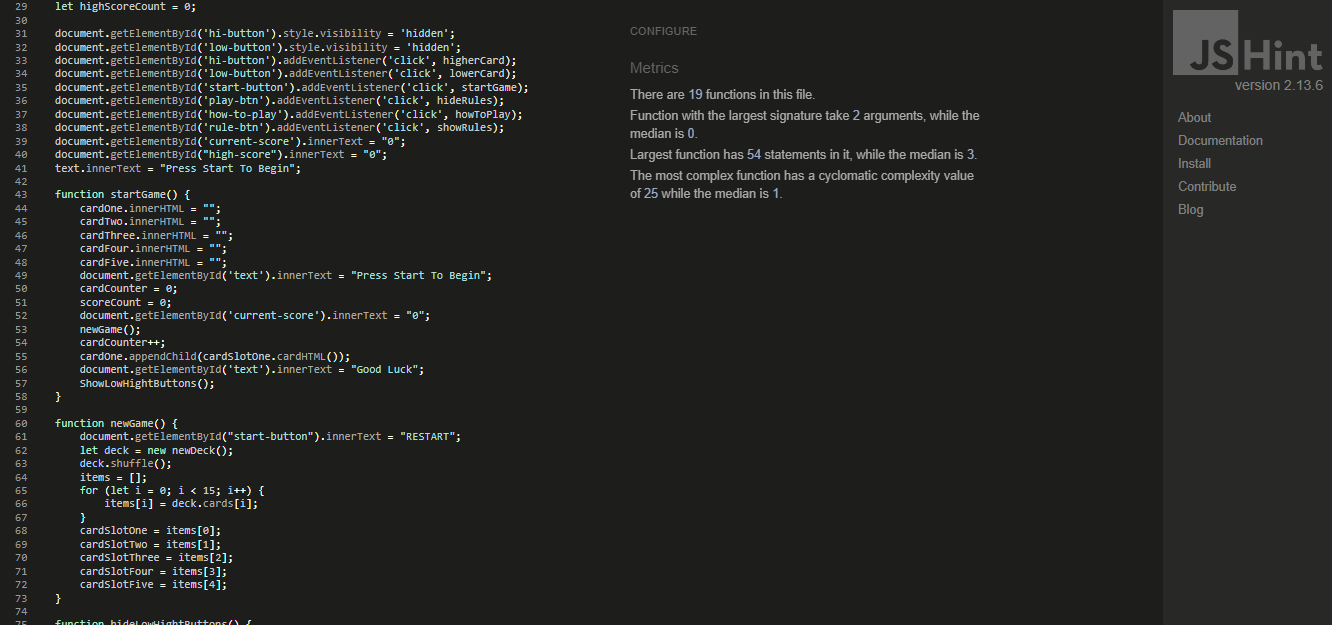 29 let highScoreCount = 0;
30
31 document.getElementById('hi-button').style.visibility = 'hidden';
32 document.getElementById('low-button').style.visibility = 'hidden';
33 document.getElementById('hi-button').addEventListener('click', higherCard);
34 document.getElementById('low-button').addEventListener('click', lowerCard);
35 document.getElementById('start-button').addEventListener('click', startGame);
36 document.getElementById('play-btn').addEventListener('click', hideRules);
37 document.getElementById('how-to-play').addEventListener('click', howToPlay);
38 document.getElementById('rule-btn').addEventListener('click', showRules);
39 document.getElementById('current-score').innerText = "0";
40 document.getElementById("high-score").innerText = "0";
41 text.innerText = "Press Start To Begin";
42
43 function startGame() {
44 cardOne.innerHTML = "";
45 cardTwo.innerHTML = "";
46 cardThree.innerHTML = "";
47 cardFour.innerHTML = "";
48 cardFive.innerHTML = "";
49 document.getElementById('text').innerText = "Press Start To Begin";
50 cardCounter = 0;
51 scoreCount = 0;
52 document.getElementById('current-score').innerText = "0";
53 newGame();
54 cardCounter++;
55 cardOne.appendChild(cardSlotOne.cardHTML());
56 document.getElementById('text').innerText = "Good Luck";
57 ShowLowHightButtons();
58 }
59
60 function newGame() {
61 document.getElementById("start-button").innerText = "RESTART";
62 let deck = new newDeck();
63 deck.shuffle();
64 items = [];
65 for (let i = 0; i < 15; i++) {
66 items[i] = deck.cards[i];
67 }
68 cardSlotOne = items[0];
69 cardSlotTwo = items[1];
70 cardSlotThree = items[2];
71 cardSlotFour = items[3];
72 cardSlotFive = items[4];
73 }
74
75 function hideLowHightButtons() {
CONFIGURE
Metrics
There are 19 functions in this file.
Function with the largest signature take 2 arguments, while the
median is 0.
Largest function has 54 statements in it, while the median is 3.
The most complex function has a cyclomatic complexity value
of 25 while the median is 1.
JSHint
version 2.13.6
About
Documentation
Install
Contribute
Blog